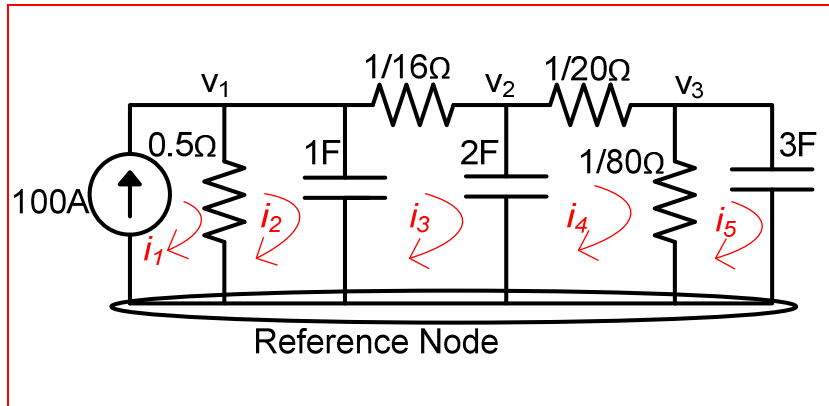 v1 1/16Ω v2 1/20Ω v3
0.5Ω 1F 2F 1/80Ω 3F
100A i1 i2 i3 i4 i5
Reference Node